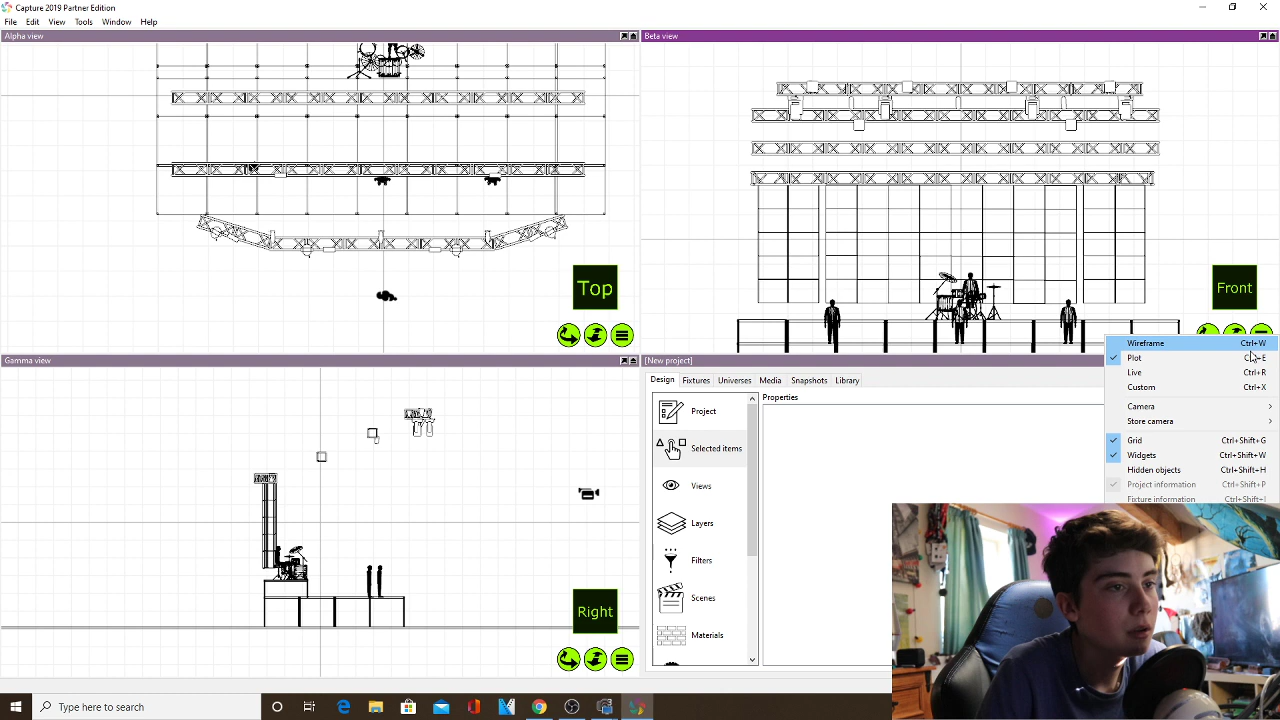 Capture 2019 Partner Edition
File Edit View Tools Window Help
Alpha view
Beta view
Top
Front
Gamma view
[New project]
Right
Design Fixtures Universes Media Snapshots Library
Project
Selected items
Views
Layers
Filters
Scenes
Materials
Properties
Wireframe Ctrl+W
Plot
Live Ctrl+R
Custom Ctrl+X
Camera
Store camera
Grid Ctrl+Shift+G
Widgets Ctrl+Shift+W
Hidden objects Ctrl+Shift+H
Project information Ctrl+Shift+P
Fixture information Ctrl+Shift+I
Type here to search